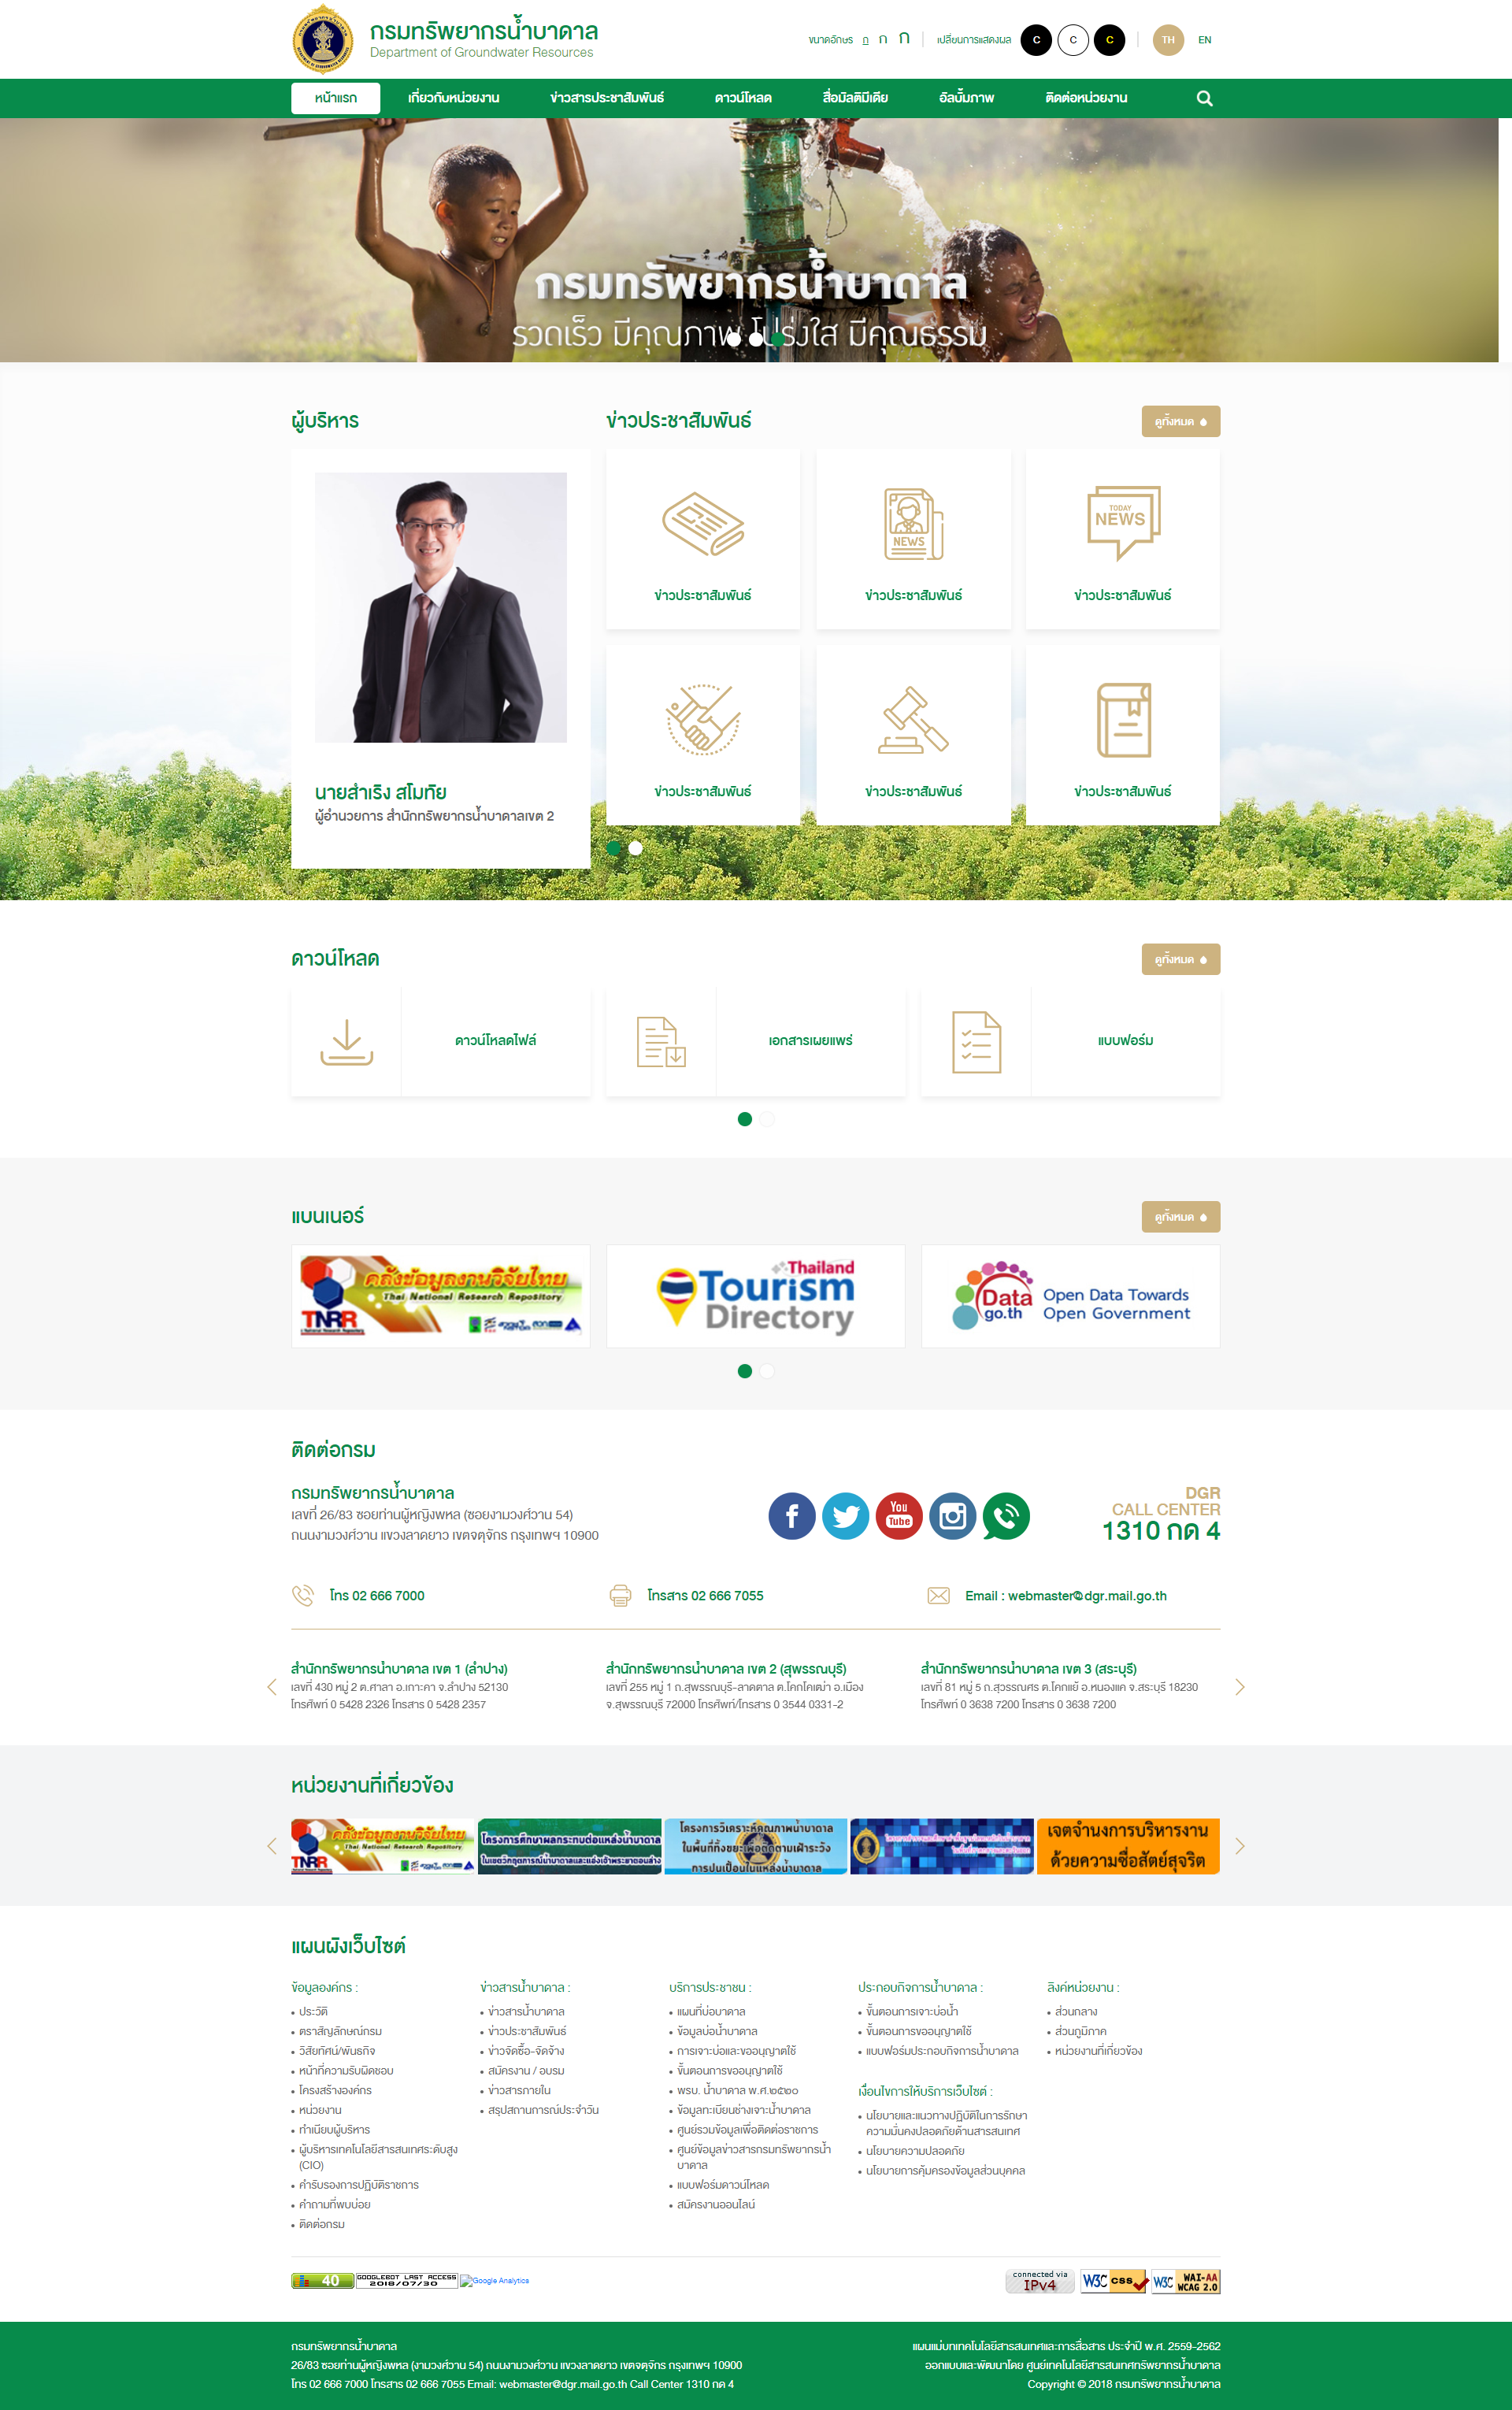 กรมทรัพยากรน้ำบาดาล
Department of Groundwater Resources
ขนาดอักษร ก ก ก เปลี่ยนการแสดงผล C C C TH EN
หน้าแรก เกี่ยวกับหน่วยงาน ข่าวสารประชาสัมพันธ์ ดาวน์โหลด สื่อมัลติมีเดีย อัลบั้มภาพ ติดต่อหน่วยงาน
กรมทรัพยากรน้ำบาดาล
รวดเร็ว มีคุณภาพ โปร่งใส มีคุณธรรม
ผู้บริหาร
นายสำเริง สโมทัย
ผู้อำนวยการ สำนักทรัพยากรน้ำบาดาลเขต 2
ข่าวประชาสัมพันธ์ ดูทั้งหมด
NEWS
TODAY
NEWS
ข่าวประชาสัมพันธ์ ข่าวประชาสัมพันธ์ ข่าวประชาสัมพันธ์
ข่าวประชาสัมพันธ์ ข่าวประชาสัมพันธ์ ข่าวประชาสัมพันธ์
ดาวน์โหลด ดูทั้งหมด
ดาวน์โหลดไฟล์ เอกสารเผยแพร่ แบบฟอร์ม
แบนเนอร์ ดูทั้งหมด
คลังข้อมูลงานวิจัยไทย
Thai National Research Repository
TNRR
Thailand
Tourism
Directory
Data
go.th
Open Data Towards
Open Government
ติดต่อกรม
กรมทรัพยากรน้ำบาดาล
เลขที่ 26/83 ซอยท่านผู้หญิงพหล (ซอยงามวงศ์วาน 54)
ถนนงามวงศ์วาน แขวงลาดยาว เขตจตุจักร กรุงเทพฯ 10900
You
Tube
DGR
CALL CENTER
1310 กด 4
โทร 02 666 7000 โทรสาร 02 666 7055 Email : webmaster@dgr.mail.go.th
สำนักทรัพยากรน้ำบาดาล เขต 1 (ลำปาง)
เลขที่ 430 หมู่ 2 ต.ศาลา อ.เกาะคา จ.ลำปาง 52130
โทรศัพท์ 0 5428 2326 โทรสาร 0 5428 2357
สำนักทรัพยากรน้ำบาดาล เขต 2 (สุพรรณบุรี)
เลขที่ 255 หมู่ 1 ถ.สุพรรณบุรี-ลาดตาล ต.โคกโคเฒ่า อ.เมือง
จ.สุพรรณบุรี 72000 โทรศัพท์/โทรสาร 0 3544 0331-2
สำนักทรัพยากรน้ำบาดาล เขต 3 (สระบุรี)
เลขที่ 81 หมู่ 5 ถ.สุวรรณศร ต.โคกแย้ อ.หนองแค จ.สระบุรี 18230
โทรศัพท์ 0 3638 7200 โทรสาร 0 3638 7200
หน่วยงานที่เกี่ยวข้อง
คลังข้อมูลงานวิจัยไทย
Thai National Research Repository
TNRR
โครงการศึกษาผลกระทบต่อแหล่งน้ำบาดาล
โครงการวิเคราะห์คุณภาพน้ำบาดาล
ในพื้นที่ทิ้งขยะเพื่อติดตามเฝ้าระวัง
การปนเปื้อนในแหล่งน้ำบาดาล
เจตจำนงการบริหารงาน
ด้วยความซื่อสัตย์สุจริต
แผนผังเว็บไซต์
ข้อมูลองค์กร :
ประวัติ
ตราสัญลักษณ์กรม
วิสัยทัศน์/พันธกิจ
หน้าที่ความรับผิดชอบ
โครงสร้างองค์กร
หน่วยงาน
ทำเนียบผู้บริหาร
ผู้บริหารเทคโนโลยีสารสนเทศระดับสูง
(CIO)
คำรับรองการปฏิบัติราชการ
คำถามที่พบบ่อย
ติดต่อกรม
ข่าวสารน้ำบาดาล :
ข่าวสารน้ำบาดาล
ข่าวประชาสัมพันธ์
ข่าวจัดซื้อ-จัดจ้าง
สมัครงาน / อบรม
ข่าวสารภายใน
สรุปสถานการณ์ประจำวัน
บริการประชาชน :
แผนที่บ่อบาดาล
ข้อมูลบ่อน้ำบาดาล
การเจาะบ่อและขออนุญาตใช้
ขั้นตอนการขออนุญาตใช้
พรบ. น้ำบาดาล พ.ศ.๒๕๒๐
ข้อมูลทะเบียนช่างเจาะน้ำบาดาล
ศูนย์รวมข้อมูลเพื่อติดต่อราชการ
ศูนย์ข้อมูลข่าวสารกรมทรัพยากรน้ำ
บาดาล
แบบฟอร์มดาวน์โหลด
สมัครงานออนไลน์
ประกอบกิจการน้ำบาดาล :
ขั้นตอนการเจาะบ่อน้ำ
ขั้นตอนการขออนุญาตใช้
แบบฟอร์มประกอบกิจการน้ำบาดาล
เงื่อนไขการให้บริการเว็บไซต์ :
นโยบายและแนวทางปฏิบัติในการรักษา
ความมั่นคงปลอดภัยด้านสารสนเทศ
นโยบายความปลอดภัย
นโยบายการคุ้มครองข้อมูลส่วนบุคคล
ลิงค์หน่วยงาน :
ส่วนกลาง
ส่วนภูมิภาค
หน่วยงานที่เกี่ยวข้อง
40
GOOGLEBOT LAST ACCESS
2018/07/30
Google Analytics
connected via
IPv4
W3C css
W3C WAI-AA
WCAG 2.0
กรมทรัพยากรน้ำบาดาล
26/83 ซอยท่านผู้หญิงพหล (งามวงศ์วาน 54) ถนนงามวงศ์วาน แขวงลาดยาว เขตจตุจักร กรุงเทพฯ 10900
โทร 02 666 7000 โทรสาร 02 666 7055 Email: webmaster@dgr.mail.go.th Call Center 1310 กด 4
แผนแม่บทเทคโนโลยีสารสนเทศและการสื่อสาร ประจำปี พ.ศ. 2559-2562
ออกแบบและพัฒนาโดย ศูนย์เทคโนโลยีสารสนเทศทรัพยากรน้ำบาดาล
Copyright © 2018 กรมทรัพยากรน้ำบาดาล